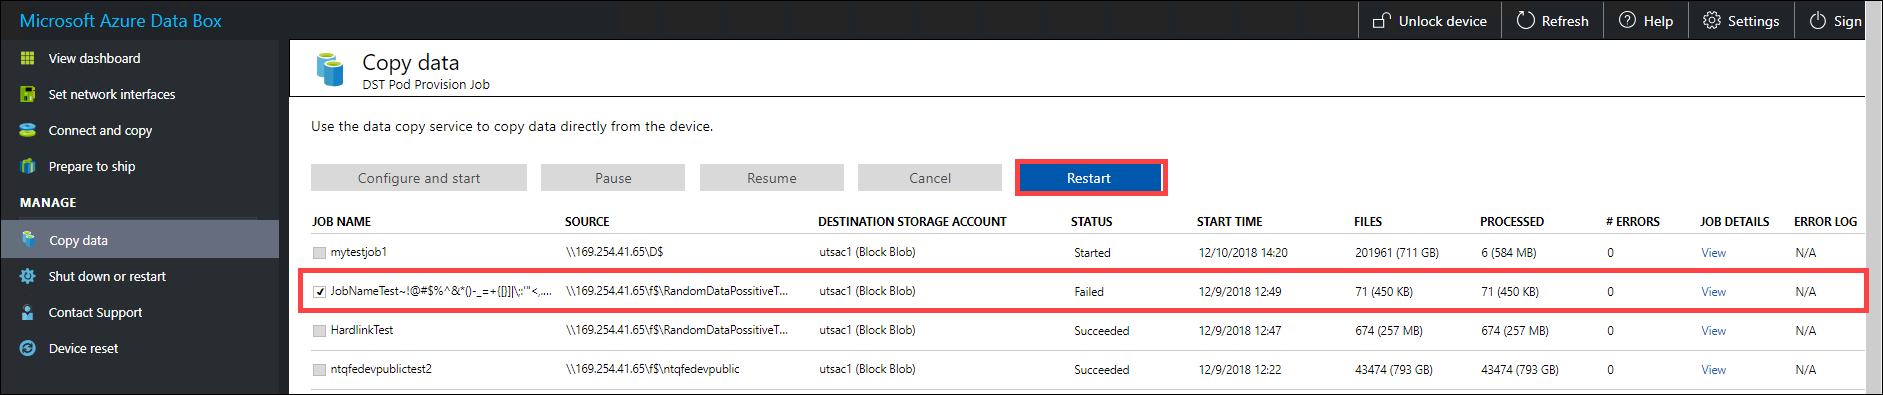 Microsoft Azure Data Box
Unlock device
Refresh
Help
Settings
Sign
View dashboard
Set network interfaces
Connect and copy
Prepare to ship
MANAGE
Copy data
Shut down or restart
Troubleshooting
Contact Support
Device reset
Copy data
DST Pod Provision Job
Use the data copy service to copy data directly from the device.
Configure and start Pause Resume Cancel Restart
JOB NAME SOURCE DESTINATION STORAGE ACCOUNT STATUS START TIME FILES PROCESSED # ERRORS JOB DETAILS ERROR LOG
mytestjob1 \\169.254.41.65\D$ utsac1 (Block Blob) Started 12/10/2018 14:20 201961 (711 GB) 6 (584 MB) 0 View N/A
JobNameTest~!@#$%^&*()-_=+{[}]|\;:'"<,.... \\169.254.41.65\f$\RandomDataPossitiveT... utsac1 (Block Blob) Failed 12/9/2018 12:49 71 (450 KB) 71 (450 KB) 0 View N/A
HardlinkTest \\169.254.41.65\f$\RandomDataPossitiveT... utsac1 (Block Blob) Succeeded 12/9/2018 12:47 674 (257 MB) 674 (257 MB) 0 View N/A
ntqfedevpublictest2 \\169.254.41.65\f$\ntqfedevpublic utsac1 (Block Blob) Succeeded 12/9/2018 12:22 43474 (793 GB) 43474 (793 GB) 0 View N/A